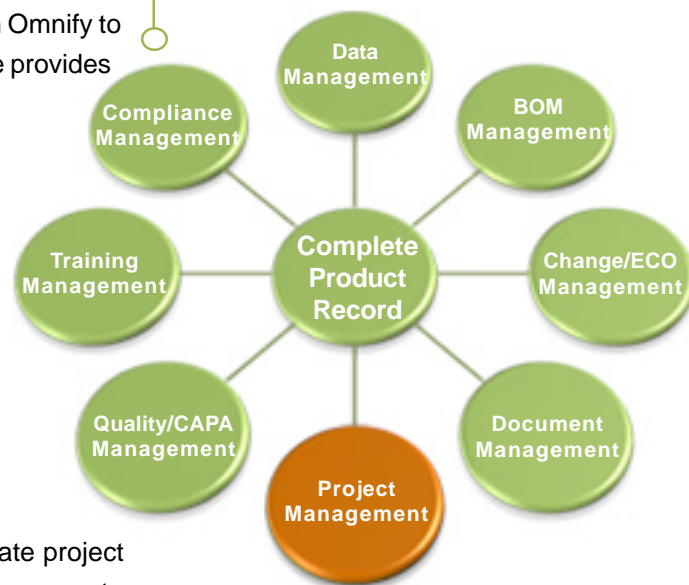 Omnify to
e provides
Data
Management
Compliance
Management
BOM
Management
Training
Management
Complete
Product
Record
Change/ECO
Management
Quality/CAPA
Management
Document
Management
Project
Management
ate project